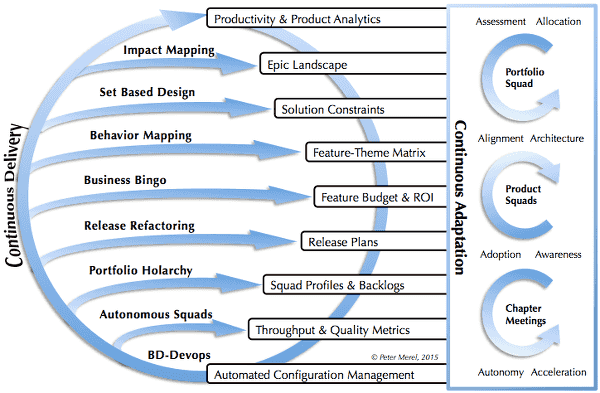 Productivity & Product Analytics
Impact Mapping
Epic Landscape
Set Based Design
Solution Constraints
Behavior Mapping
Feature-Theme Matrix
Business Bingo
Feature Budget & ROI
Release Refactoring
Release Plans
Portfolio Holarchy
Squad Profiles & Backlogs
Autonomous Squads
Throughput & Quality Metrics
BD-Devops
© Peter Merel, 2015
Automated Configuration Management
Continuous Delivery
Continuous Adaptation
Assessment Allocation
Portfolio
Squad
Alignment Architecture
Product
Squads
Adoption Awareness
Chapter
Meetings
Autonomy Acceleration